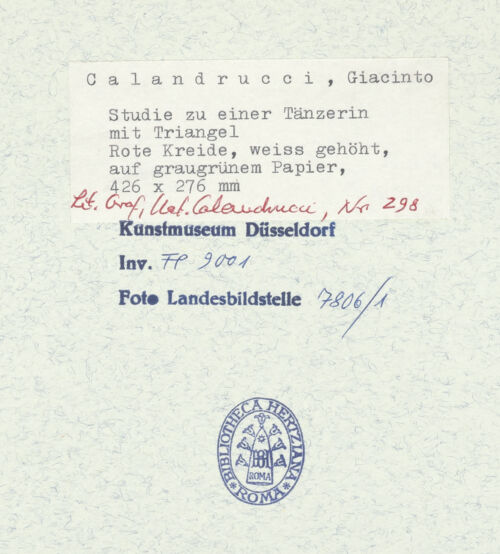 Calandrucci, Giacinto
Studie zu einer Tänzerin
mit Triangel
Rote Kreide, weiss gehöht,
auf graugrünem Papier,
426 x 276 mm
Lit. Graf, Kat. Calandrucci, Nr 298
Kunstmuseum Düsseldorf
Inv. FP 9001
Foto Landesbildstelle 7806/1
BIBLIOTHECA HERTZIANA
ROMA
*ROMA*